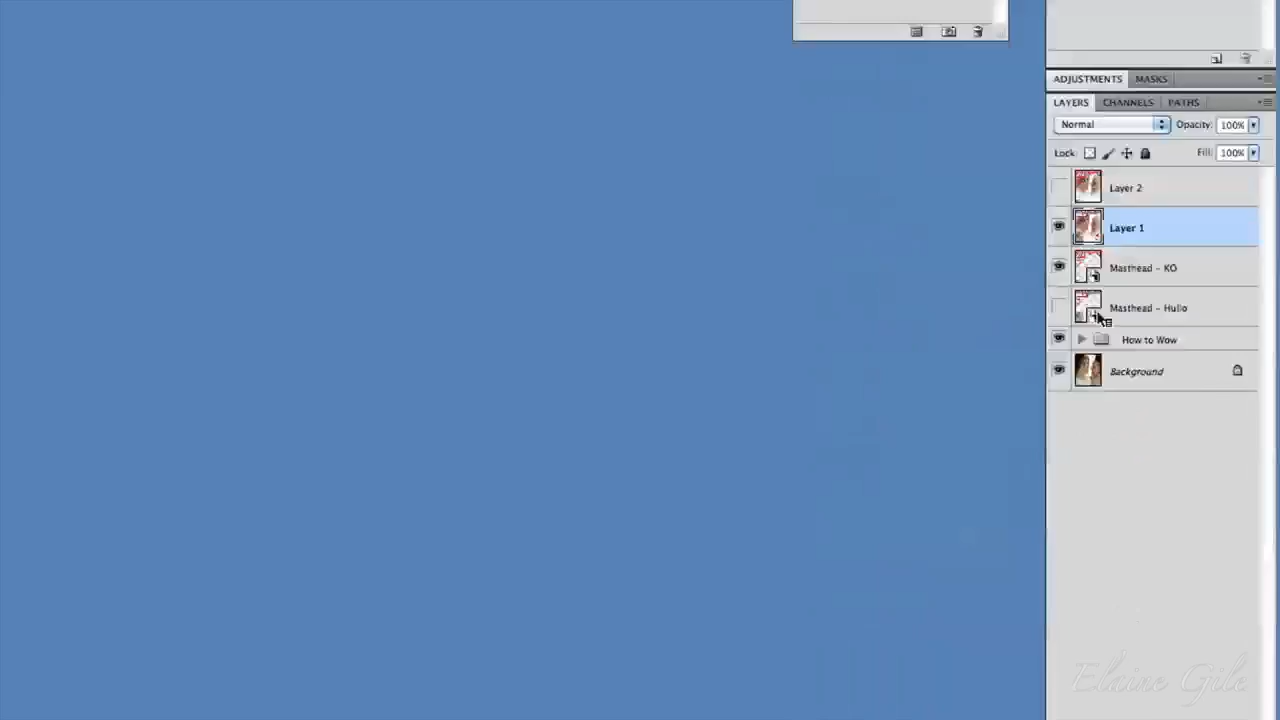 ADJUSTMENTS MASKS
LAYERS CHANNELS PATHS
Normal Opacity: 100%
Lock: Fill: 100%
Layer 2
Layer 1
Masthead - KO
Masthead - Hullo
How to Wow
Background
Elaine Gile